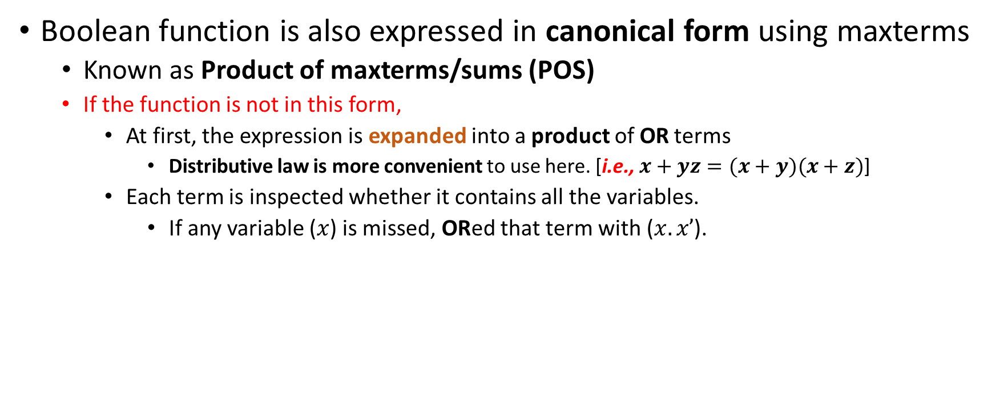 • Boolean function is also expressed in canonical form using maxterms
• Known as Product of maxterms/sums (POS)
• If the function is not in this form,
• At first, the expression is expanded into a product of OR terms
• Distributive law is more convenient to use here. [i.e., x + yz = (x + y)(x + z)]
• Each term is inspected whether it contains all the variables.
• If any variable (x) is missed, ORed that term with (x. x’).